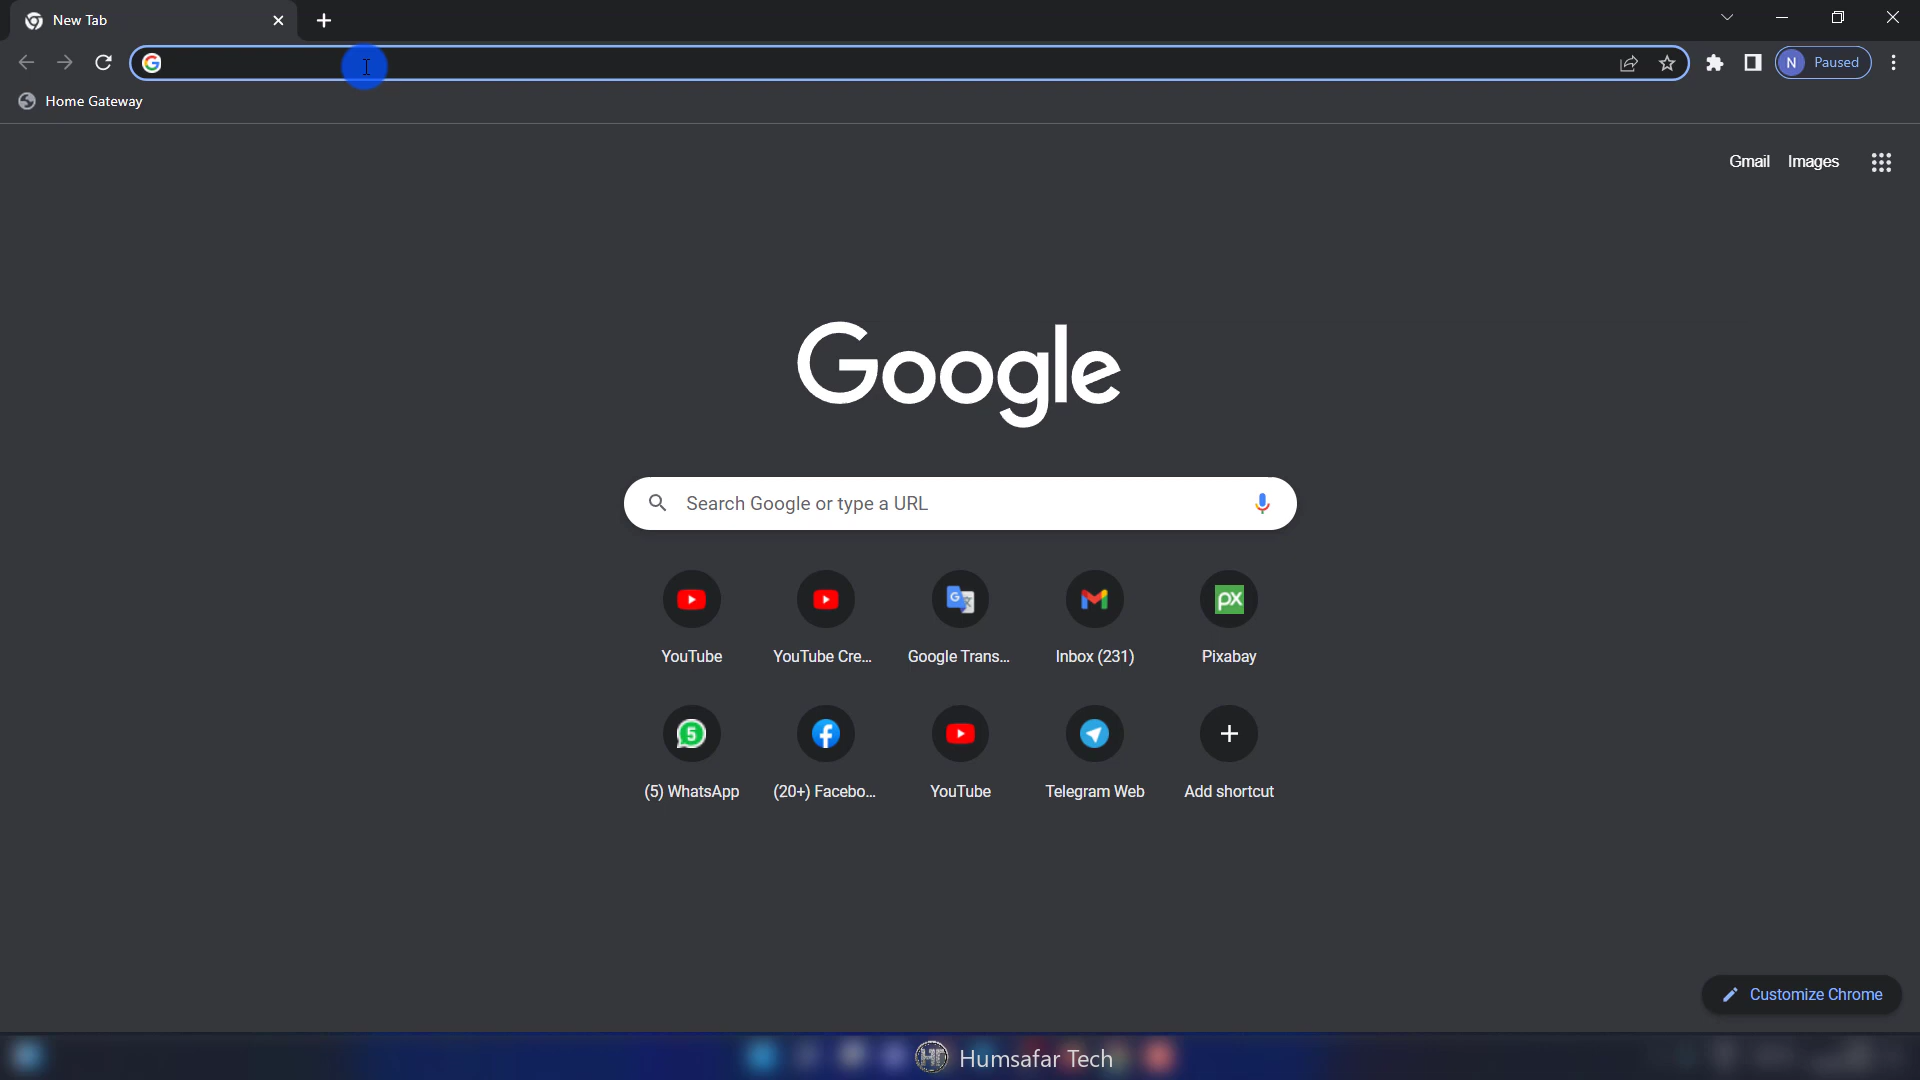 New Tab
N Paused
Home Gateway
Gmail Images
Google
Search Google or type a URL
YouTube YouTube Cre... Google Trans... Inbox (231) Pixabay
(5) WhatsApp (20+) Facebo... YouTube Telegram Web Add shortcut
Customize Chrome
HT Humsafar Tech